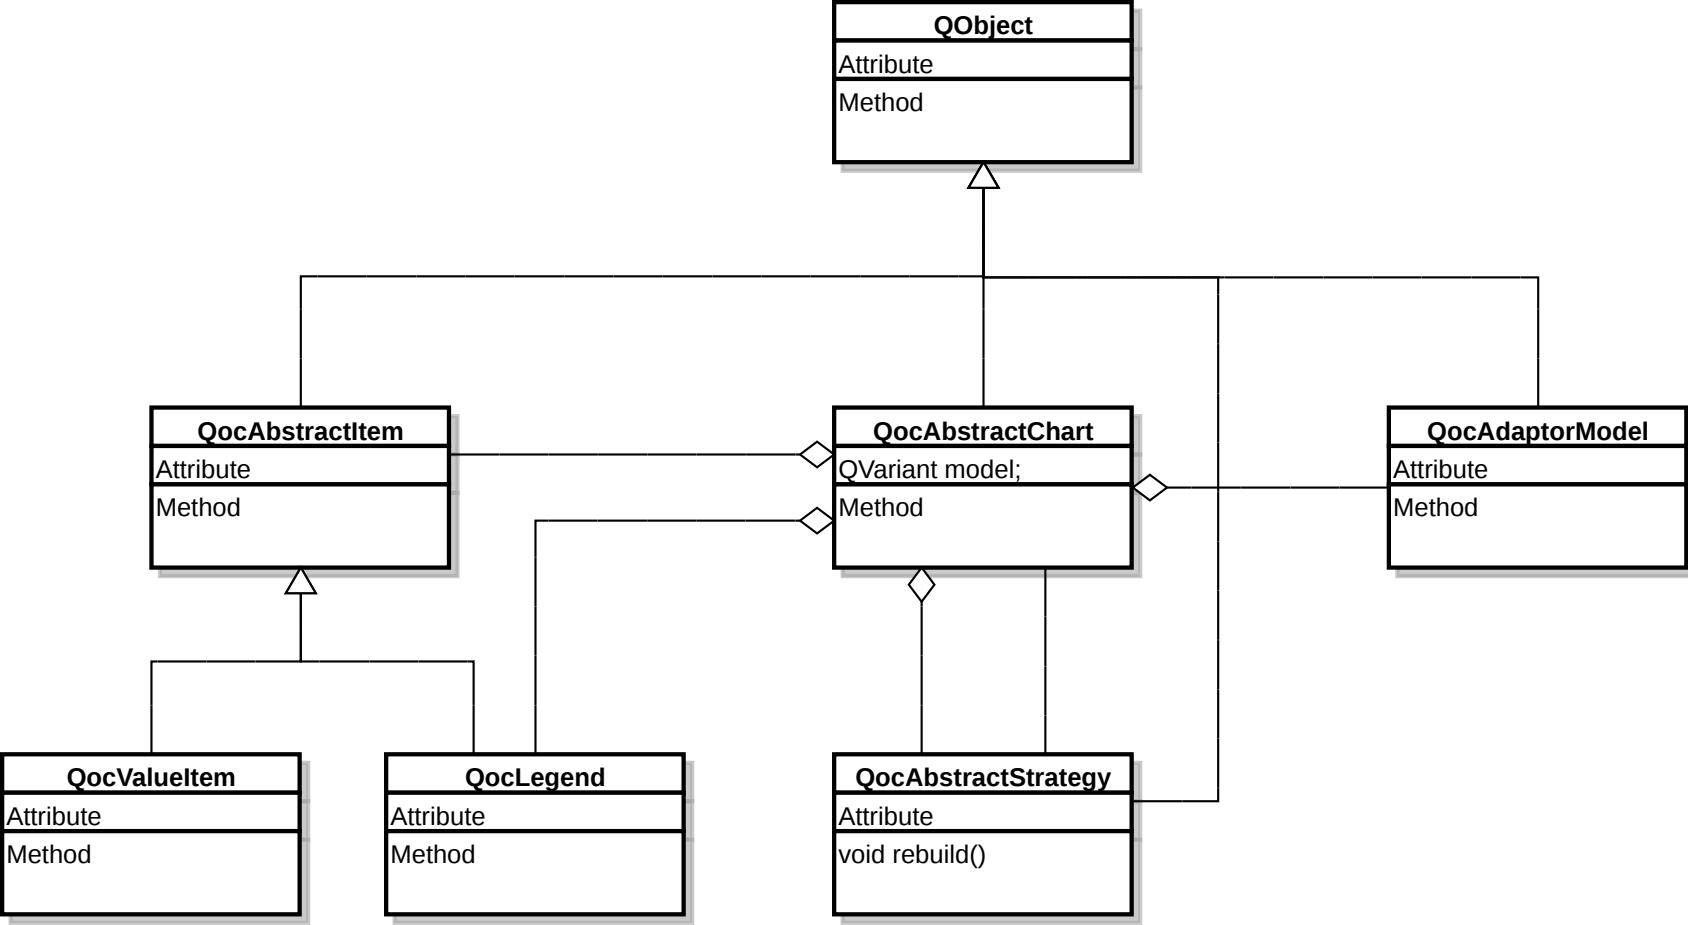 QObject
Attribute
Method
QocAbstractItem
Attribute
Method
QocAbstractChart
QVariant model;
Method
QocAdaptorModel
Attribute
Method
QocValueItem
Attribute
Method
QocLegend
Attribute
Method
QocAbstractStrategy
Attribute
void rebuild()